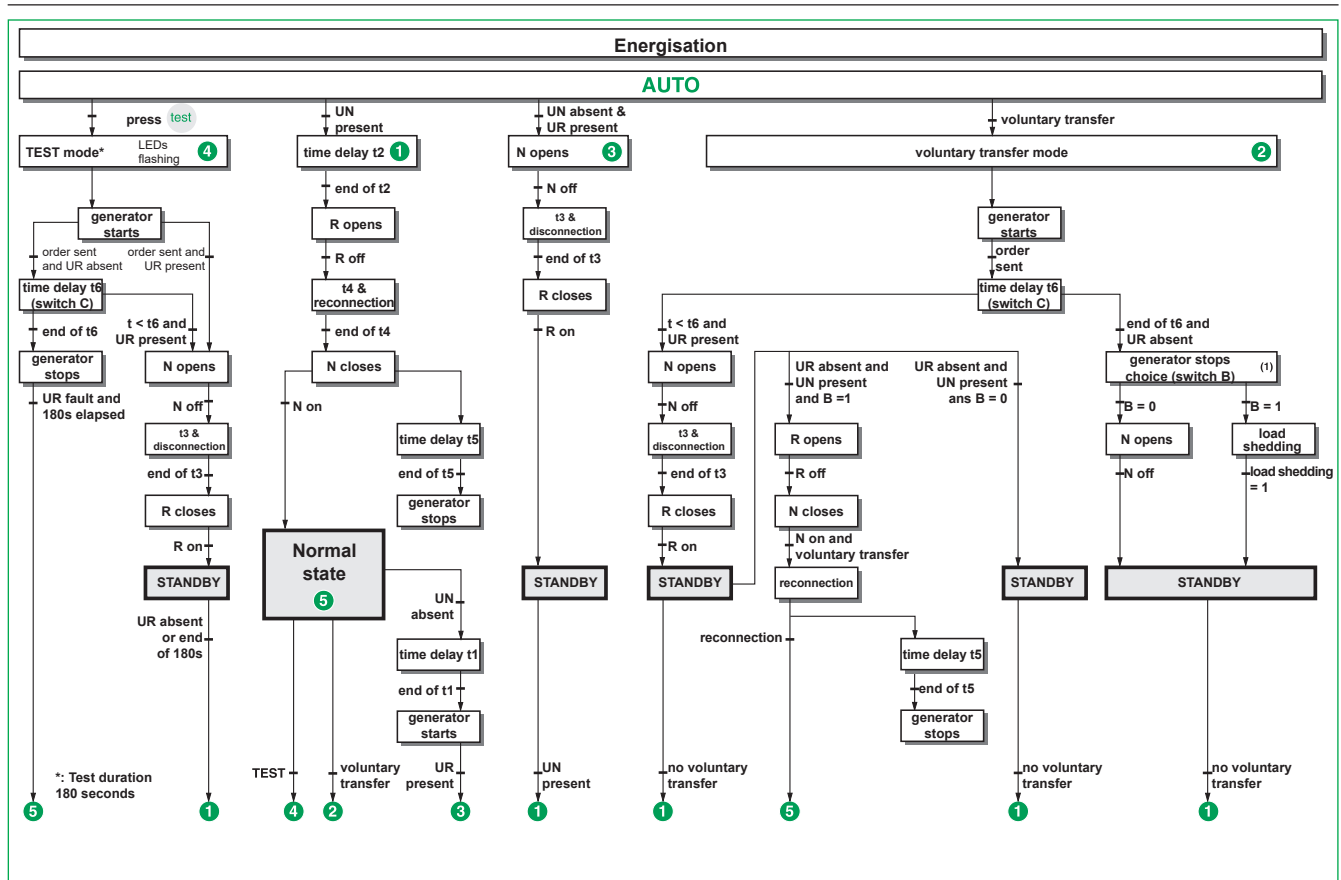 Energisation
AUTO
press test
TEST mode*
LEDs
flashing
4
generator
starts
order sent
and UR absent
order sent and
UR present
time delay t6
(switch C)
end of t6
generator
stops
UR fault and
180s elapsed
5
t < t6 and
UR present
N opens
N off
t3 &
disconnection
end of t3
R closes
R on
STANDBY
UR absent
or end
of 180s
1
*: Test duration
180 seconds
UN
present
time delay t2
1
end of t2
R opens
R off
t4 &
reconnection
end of t4
N closes
N on
time delay t5
end of t5
generator
stops
Normal
state
5
UN
absent
time delay t1
end of t1
generator
starts
TEST
4
voluntary
transfer
2
UR
present
3
UN absent &
UR present
N opens
3
N off
t3 &
disconnection
end of t3
R closes
R on
STANDBY
UN
present
1
voluntary transfer
voluntary transfer mode
2
generator
starts
order
sent
time delay t6
(switch C)
t < t6 and
UR present
N opens
N off
t3 &
disconnection
end of t3
R closes
R on
STANDBY
no voluntary
transfer
1
UR absent and
UN present
and B =1
R opens
R off
N closes
N on and
voluntary transfer
reconnection
reconnection
5
time delay t5
end of t5
generator
stops
UR absent and
UN present
ans B = 0
STANDBY
no voluntary
transfer
1
end of t6 and
UR absent
generator stops
choice (switch B)
(1)
B = 0
N opens
N off
B = 1
load
shedding
load shedding
= 1
STANDBY
no voluntary
transfer
1